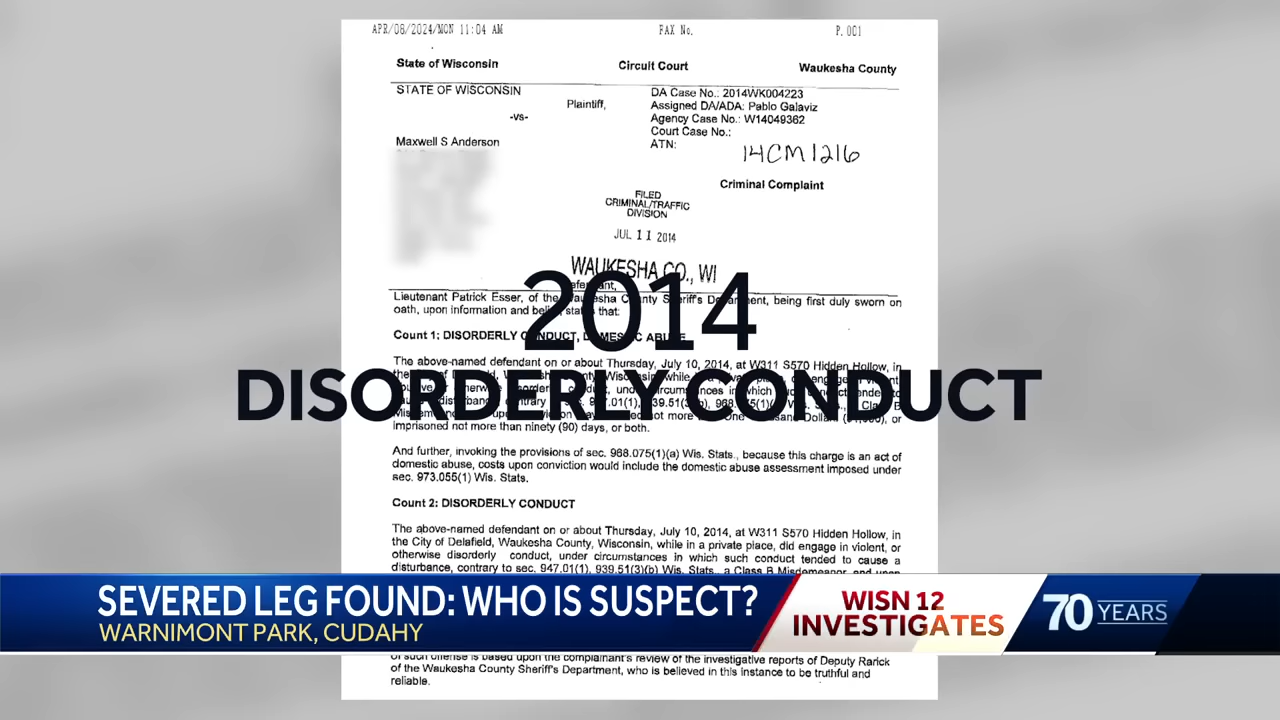 APR/08/2024/MON 11:04 AM FAX No. P.001
State of Wisconsin Circuit Court Waukesha County
STATE OF WISCONSIN
Plaintiff,
-vs-
Maxwell S Anderson
DA Case No.: 2014WK004223
Assigned DA/ADA: Pablo Galaviz
Agency Case No.: W14049362
Court Case No.:
ATN:
14CM1216
Criminal Complaint
FILED
CRIMINAL/TRAFFIC
DIVISION
JUL 11 2014
WAUKESHA CO., WI
2014
DISORDERLY CONDUCT
Lieutenant Patrick Esser, of the Waukesha County Sheriff's Department, being first duly sworn on
oath, upon information and belief, states that:
Count 1: DISORDERLY CONDUCT, DOMESTIC ABUSE
The above-named defendant on or about Thursday, July 10, 2014, at W311 S570 Hidden Hollow, in
imprisoned not more than ninety (90) days, or both.
And further, invoking the provisions of sec. 968.075(1)(a) Wis. Stats., because this charge is an act of
domestic abuse, costs upon conviction would include the domestic abuse assessment imposed under
sec. 973.055(1) Wis. Stats.
Count 2: DISORDERLY CONDUCT
The above-named defendant on or about Thursday, July 10, 2014, at W311 S570 Hidden Hollow, in
the City of Delafield, Waukesha County, Wisconsin, while in a private place, did engage in violent, or
otherwise disorderly conduct, under circumstances in which such conduct tended to cause a
disturbance, contrary to sec. 947.01(1), 939.51(3)(b) Wis. Stats., a Class B Misdemeanor, and upon
SEVERED LEG FOUND: WHO IS SUSPECT?
WARNIMONT PARK, CUDAHY
WISN 12
INVESTIGATES
70 YEARS
of such offense is based upon the complainant's review of the investigative reports of Deputy Rarick
of the Waukesha County Sheriff's Department, who is believed in this instance to be truthful and
reliable.